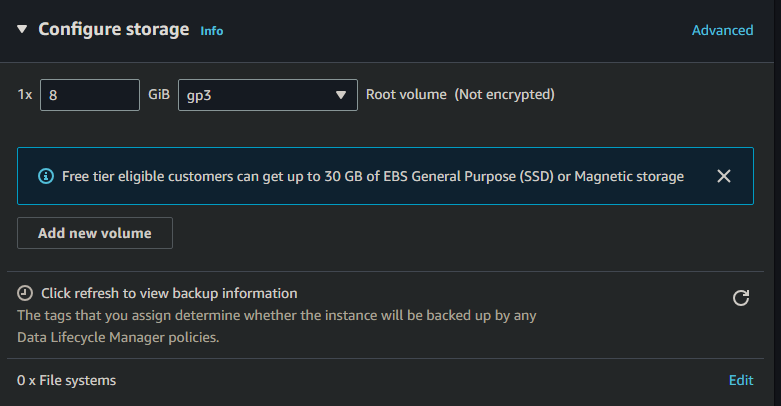 Configure storage Info Advanced
1x 8 GiB gp3 Root volume (Not encrypted)
Free tier eligible customers can get up to 30 GB of EBS General Purpose (SSD) or Magnetic storage
Add new volume
Click refresh to view backup information
The tags that you assign determine whether the instance will be backed up by any
Data Lifecycle Manager policies.
0 x File systems Edit